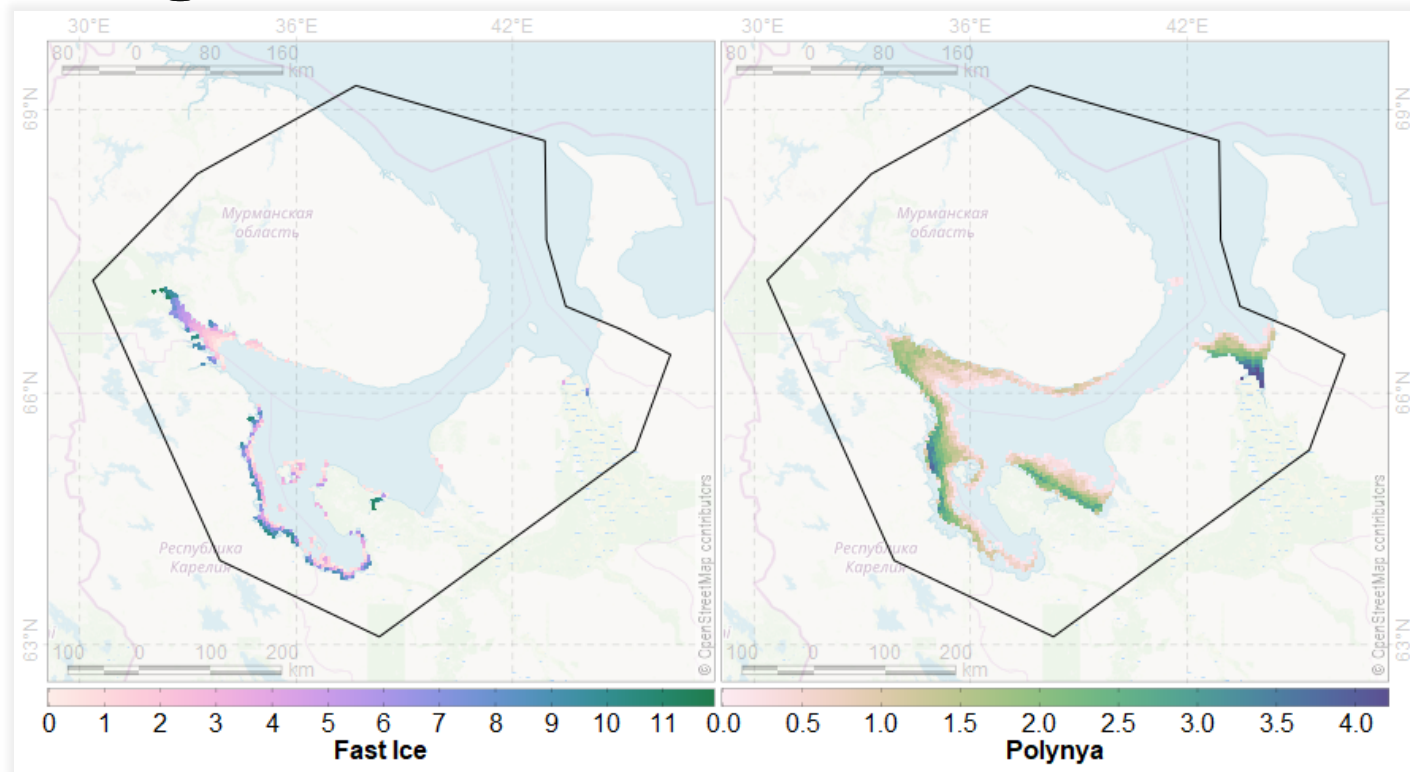 30°E 36°E 42°E 30°E 36°E 42°E
80 0 80 160 km
80 0 80 160 km
69°N
69°N
Мурманская
область
Мурманская
область
66°N
66°N
Республика
Карелия
Республика
Карелия
© OpenStreetMap contributors
© OpenStreetMap contributors
63°N
63°N
100 0 100 200 km
100 0 100 200 km
0 1 2 3 4 5 6 7 8 9 10 11
0.0 0.5 1.0 1.5 2.0 2.5 3.0 3.5 4.0
Fast Ice
Polynya